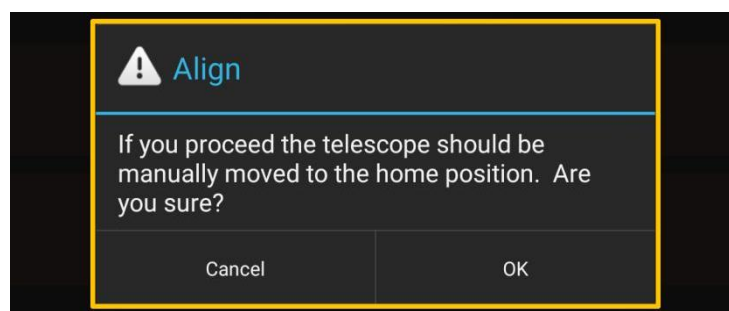 Align
If you proceed the telescope should be
manually moved to the home position.  Are
you sure?
Cancel
OK